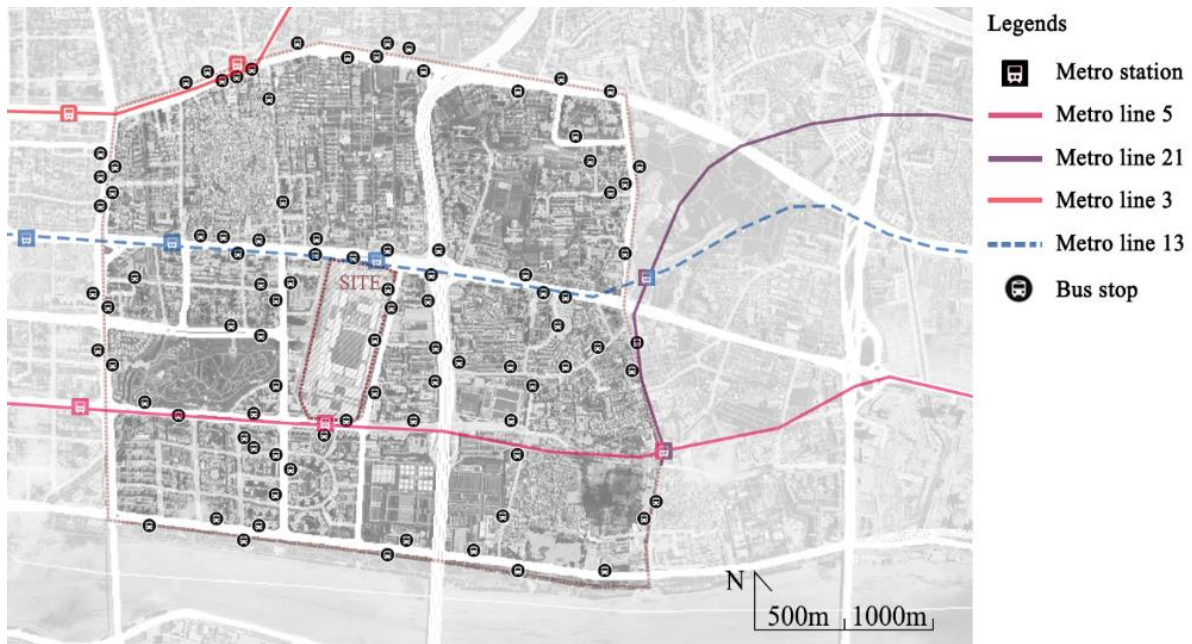 Legends
Metro station
Metro line 5
Metro line 21
Metro line 3
Metro line 13
Bus stop
SITE
N
500m 1000m